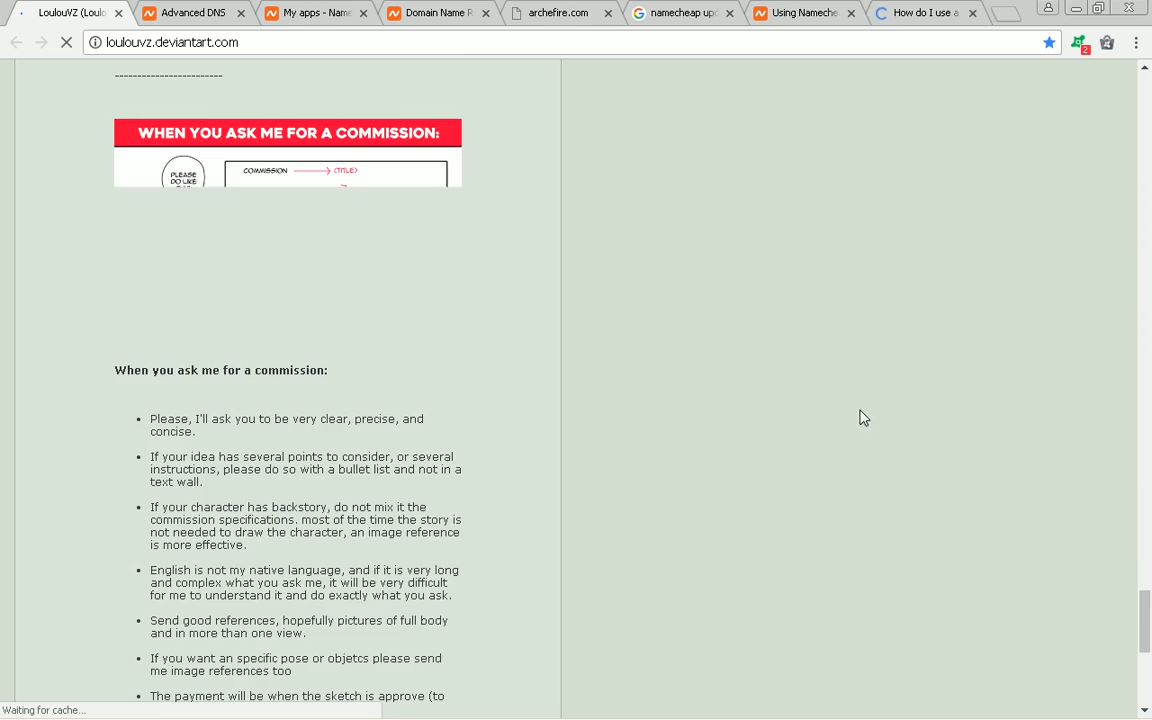 LoulouVZ (Loulo
Advanced DNS
My apps - Name
Domain Name R
archefire.com
namecheap upd
Using Nameche
How do I use a
loulouvz.deviantart.com
2
------------------------
WHEN YOU ASK ME FOR A COMMISSION:
PLEASE
DO LIKE
COMMISSION (TITLE)
When you ask me for a commission:
• Please, I'll ask you to be very clear, precise, and
concise.
• If your idea has several points to consider, or several
instructions, please do so with a bullet list and not in a
text wall.
• If your character has backstory, do not mix it the
commission specifications. most of the time the story is
not needed to draw the character, an image reference
is more effective.
• English is not my native language, and if it is very long
and complex what you ask me, it will be very difficult
for me to understand it and do exactly what you ask.
• Send good references, hopefully pictures of full body
and in more than one view.
• If you want an specific pose or objetcs please send
me image references too
• The payment will be when the sketch is approve (to
Waiting for cache...